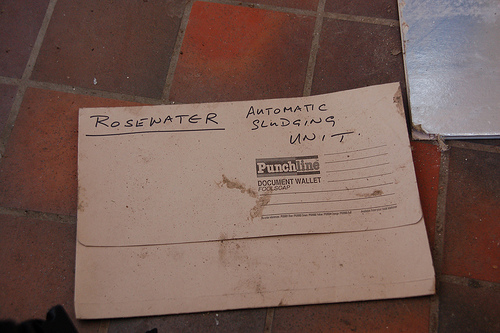 ROSEWATER
AUTOMATIC
SLUDGING
UNIT.
Punchline
DOCUMENT WALLET
FOOLSCAP